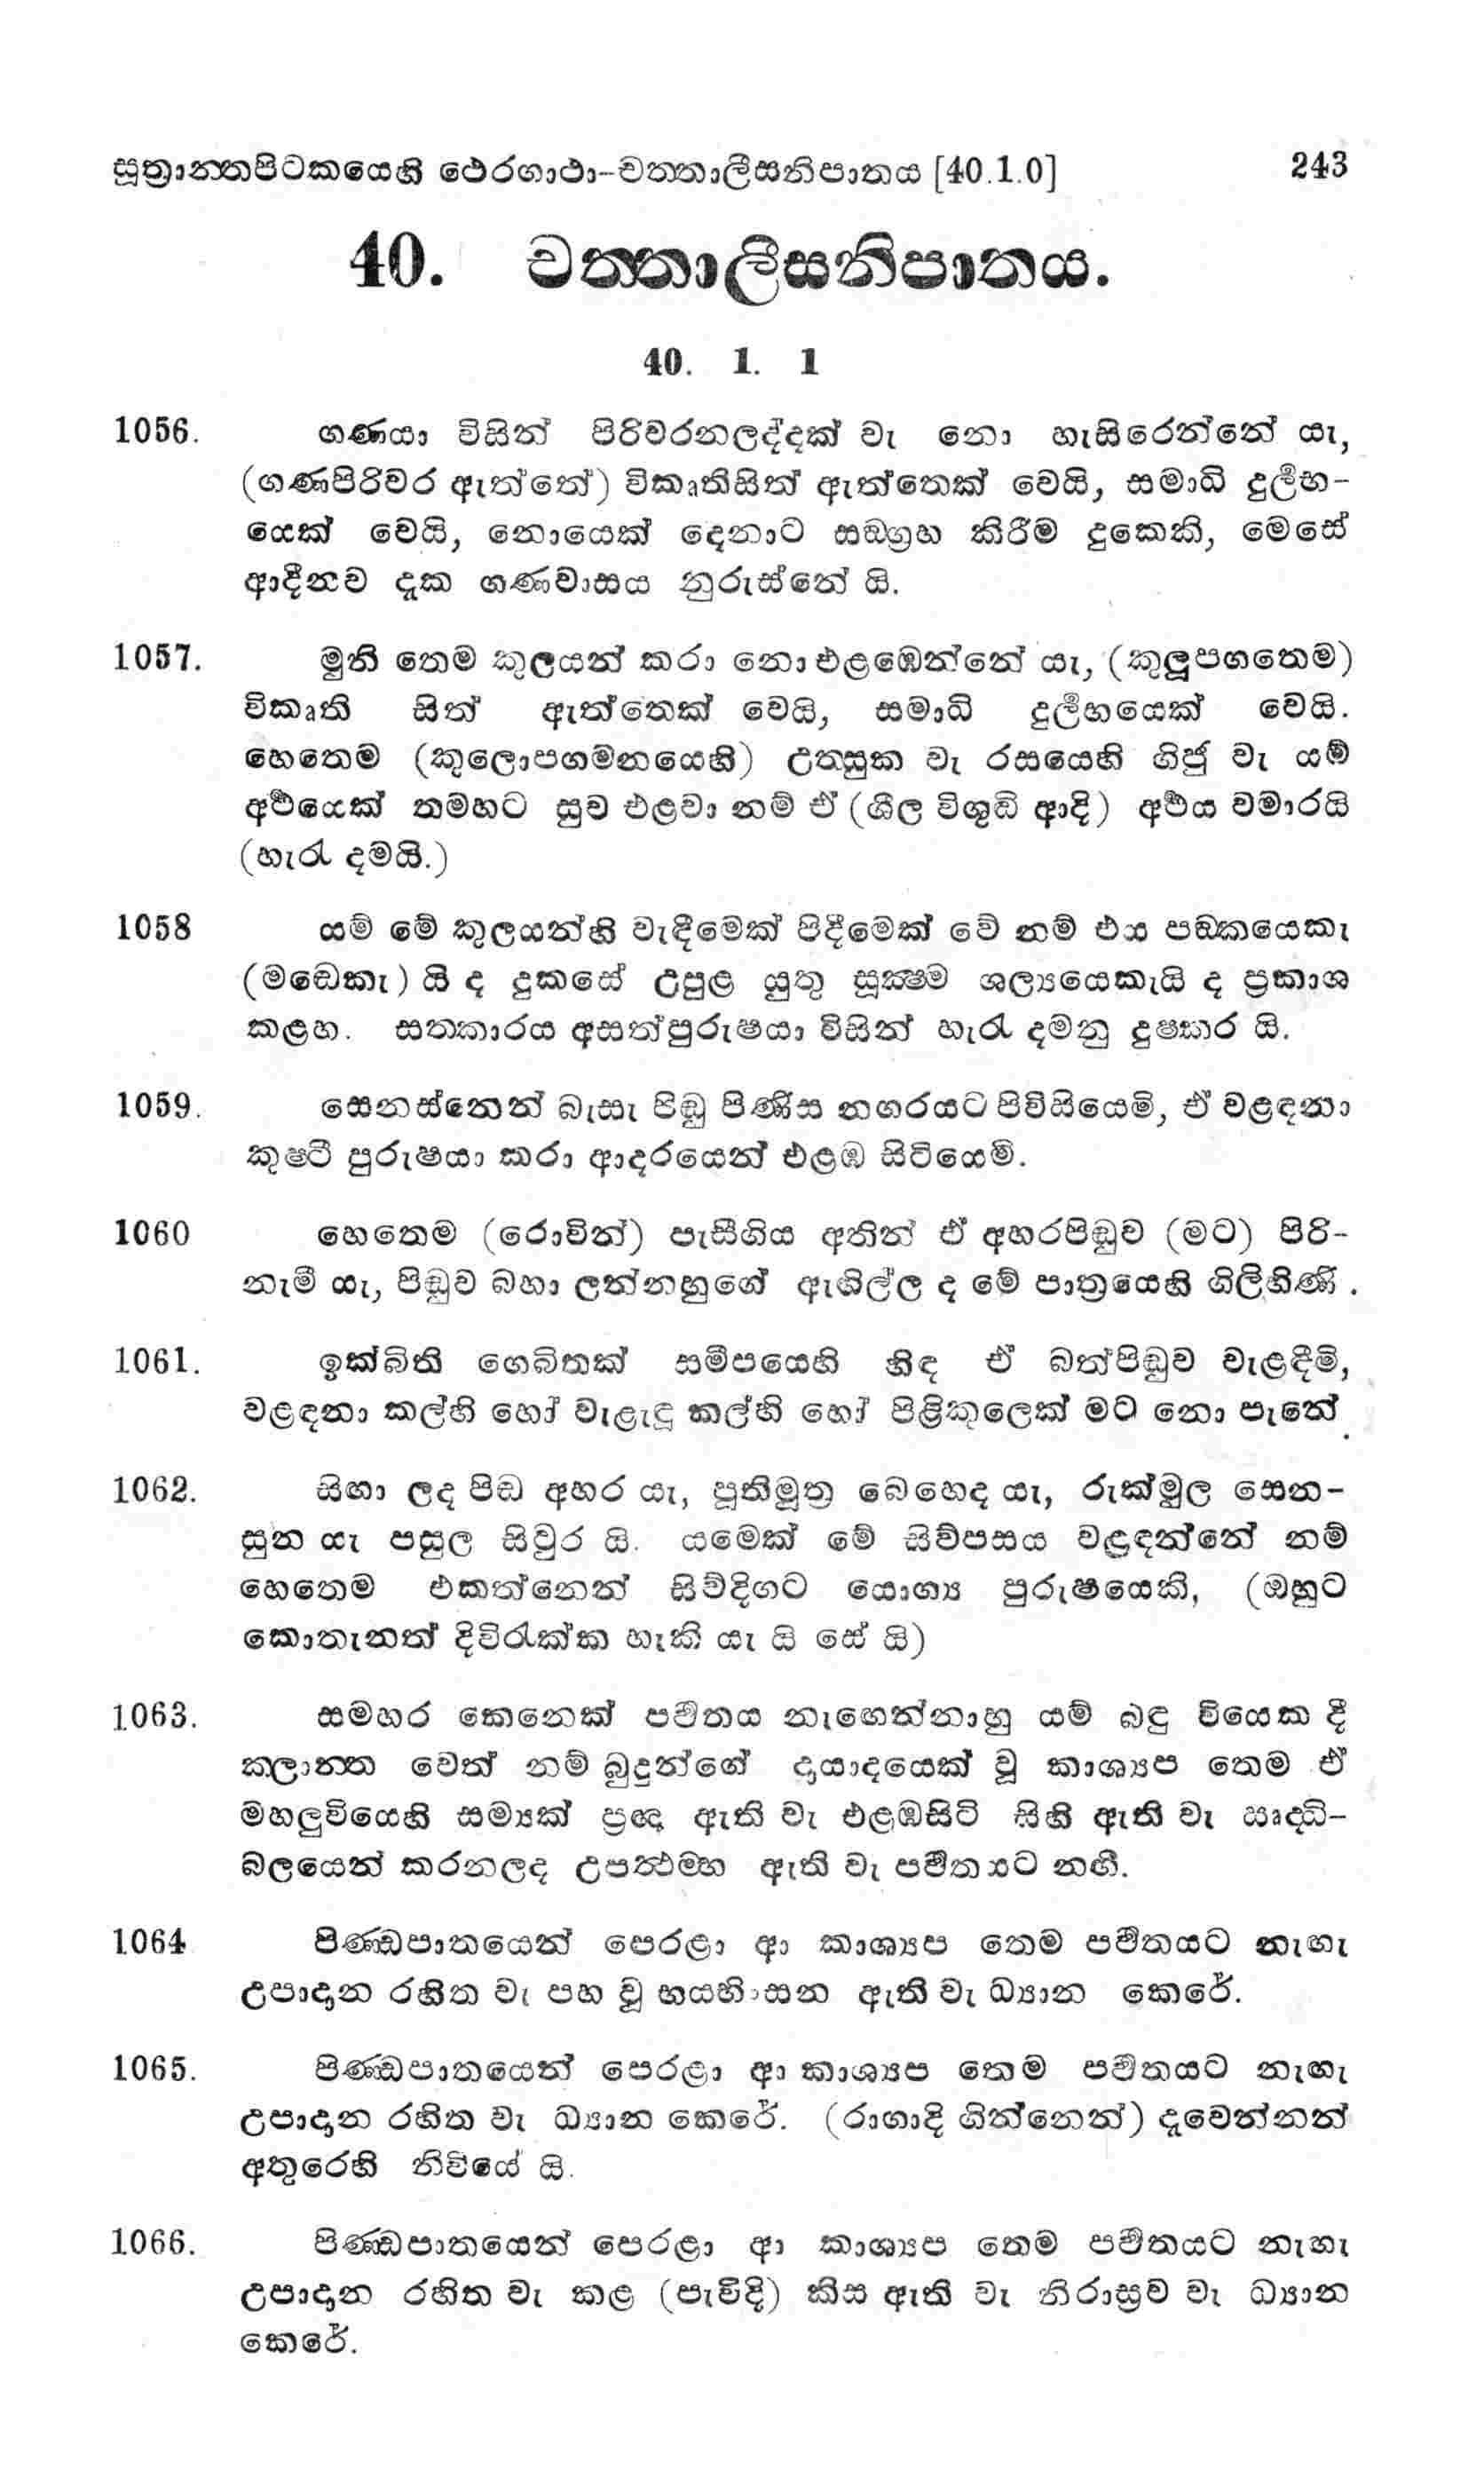 සූත්‍රාන්තපිටකයෙහි ථෙරගාථා-චත්තාලීසනිපාතය [40.1.0] 243
40. චත්තාලීසනිපාතය.
40. 1. 1
1056. ගණයා විසින් පිරිවරනලද්දක් වැ නො හැසිරෙන්නේ යැ,
(ගණපිරිවර ඇත්තේ) විකෘතිසිත් ඇත්තෙක් වෙයි, සමාධි දුර්‍ලභ-
යෙක් වෙයි, නොයෙක් දෙනාට සඞ්ග්‍රහ කිරීම දුකෙකි, මෙසේ
ආදීනව දැක ගණවාසය නුරුස්නේ යි.
1057. මුනි තෙම කුලයන් කරා නො එළඹෙන්නේ යැ, (කුලූපගතෙම)
විකෘති සිත් ඇත්තෙක් වෙයි, සමාධි දුර්‍ලභයෙක් වෙයි.
හෙතෙම (කුලොපගමනයෙහි) උත්සුක වැ රසයෙහි ගිජු වැ යම්
අර්‍ථයෙක් තමහට සුව එළවා නම් ඒ (ශීල විශුද්ධි ආදි) අර්‍ථය වමාරයි
(හැරැ දමයි.)
1058 යම් මේ කුලයන්හි වැඳීමෙක් පිදීමෙක් වේ නම් එය පඞ්කයෙකැ
(මඩෙකැ) යි ද දුකසේ උපුළ යුතු සූක්ෂ්ම ශල්‍යයෙකැයි ද ප්‍රකාශ
කළහ. සත්කාරය අසත්පුරුෂයා විසින් හැරැ දමනු දුෂ්කර යි.
1059. සෙනස්නෙන් බැසැ පිඬු පිණිස නගරයට පිවිසියෙමි, ඒ වළඳනා
කුෂ්ටී පුරුෂයා කරා ආදරයෙන් එළඹ සිටියෙමි.
1060 හෙතෙම (රොවින්) පැසීගිය අතින් ඒ අහරපිඬුව (මට) පිරි-
නැමී යැ, පිඬුව බහා ලන්නහුගේ ඇඟිල්ල ද මේ පාත්‍රයෙහි ගිලිහිණි.
1061. ඉක්බිති ගෙබිතක් සමීපයෙහි හිඳ ඒ බත්පිඬුව වැළඳීමි,
වළඳනා කල්හි හෝ වැළැඳූ කල්හි හෝ පිළිකුලෙක් මට නො පැනේ.
1062. සිඟා ලද පිඬ අහර යැ, පූතිමූත්‍ර බෙහෙද යැ, රුක්මුල සෙන-
සුන යැ පසුල සිවුර යි. යමෙක් මේ සිව්පසය වළඳන්නේ නම්
හෙතෙම එකත්නෙන් සිව්දිගට යොග්‍ය පුරුෂයෙකි, (ඔහුට
කොතැනත් දිවිරැක්ක හැකි යැ යි සේ යි)
1063. සමහර කෙනෙක් පර්‍වතය නැඟෙන්නාහු යම් බඳු වියෙක දී
ක්ලාන්ත වෙත් නම් බුදුන්ගේ දායාදයෙක් වූ කාශ්‍යප තෙම ඒ
මහලුවියෙහි සම්‍යක් ප්‍රඥා ඇති වැ එළඹසිටි සිහි ඇති වැ ඍද්ධි-
බලයෙන් කරනලද උපත්ථම්භ ඇති වැ පර්‍වතයට නඟී.
1064 පිණ්ඩපාතයෙන් පෙරළා ආ කාශ්‍යප තෙම පර්‍වතයට නැඟැ
උපාදාන රහිත වැ පහ වූ භයභිංසන ඇති වැ ධ්‍යාන කෙරේ.
1065. පිණ්ඩපාතයෙන් පෙරළා ආ කාශ්‍යප තෙම පර්‍වතයට නැඟැ
උපාදාන රහිත වැ ධ්‍යාන කෙරේ. (රාගාදි ගින්නෙන්) දැවෙන්නන්
අතුරෙහි නිවියේ යි.
1066. පිණ්ඩපාතයෙන් පෙරළා ආ කාශ්‍යප තෙම පර්‍වතයට නැඟැ
උපාදාන රහිත වැ කළ (පැවිදි) කිස ඇති වැ නිරාස්‍රව වැ ධ්‍යාන
කෙරේ.